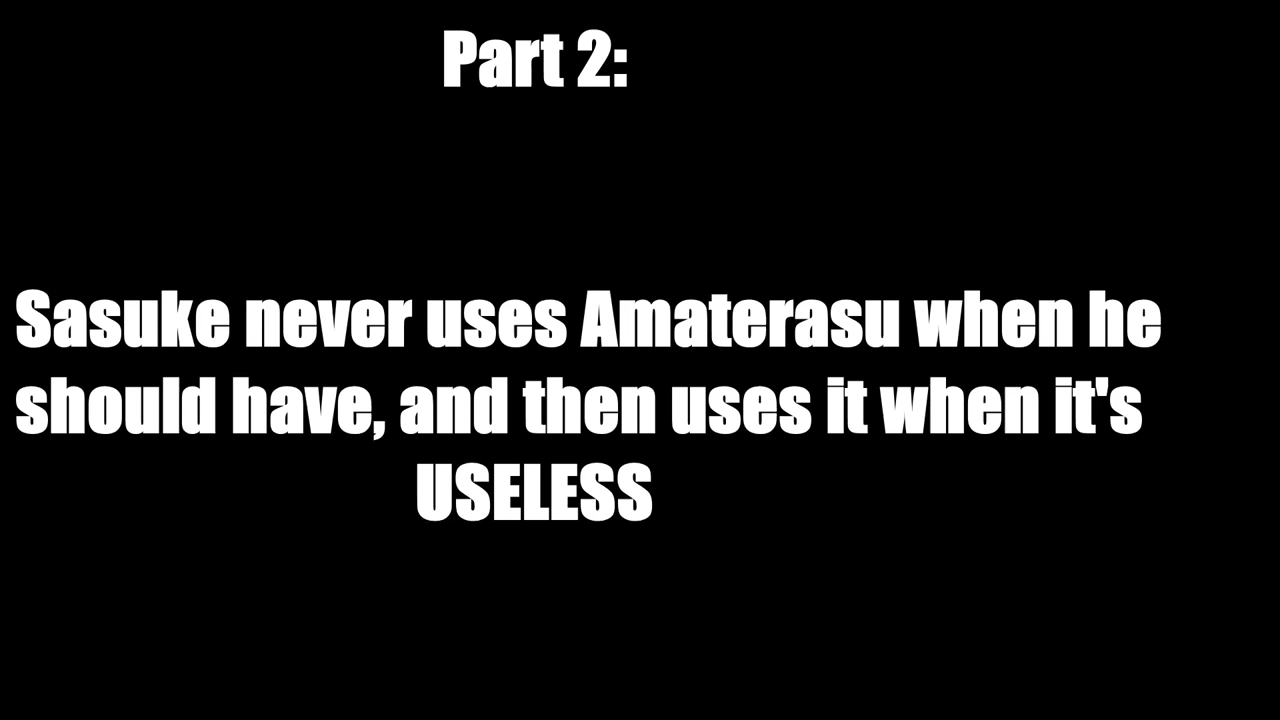 Part 2:
Sasuke never uses Amaterasu when he
should have, and then uses it when it's
USELESS